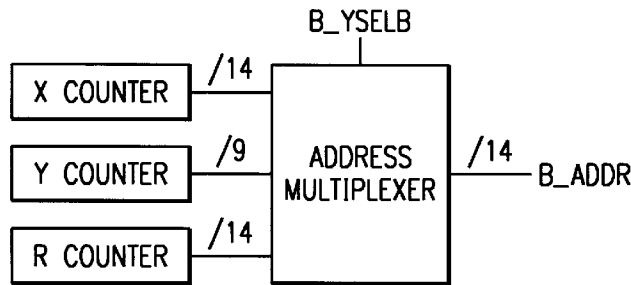 B_YSELB
X COUNTER
/14
Y COUNTER
/9
R COUNTER
/14
ADDRESS
MULTIPLEXER
/14
B_ADDR